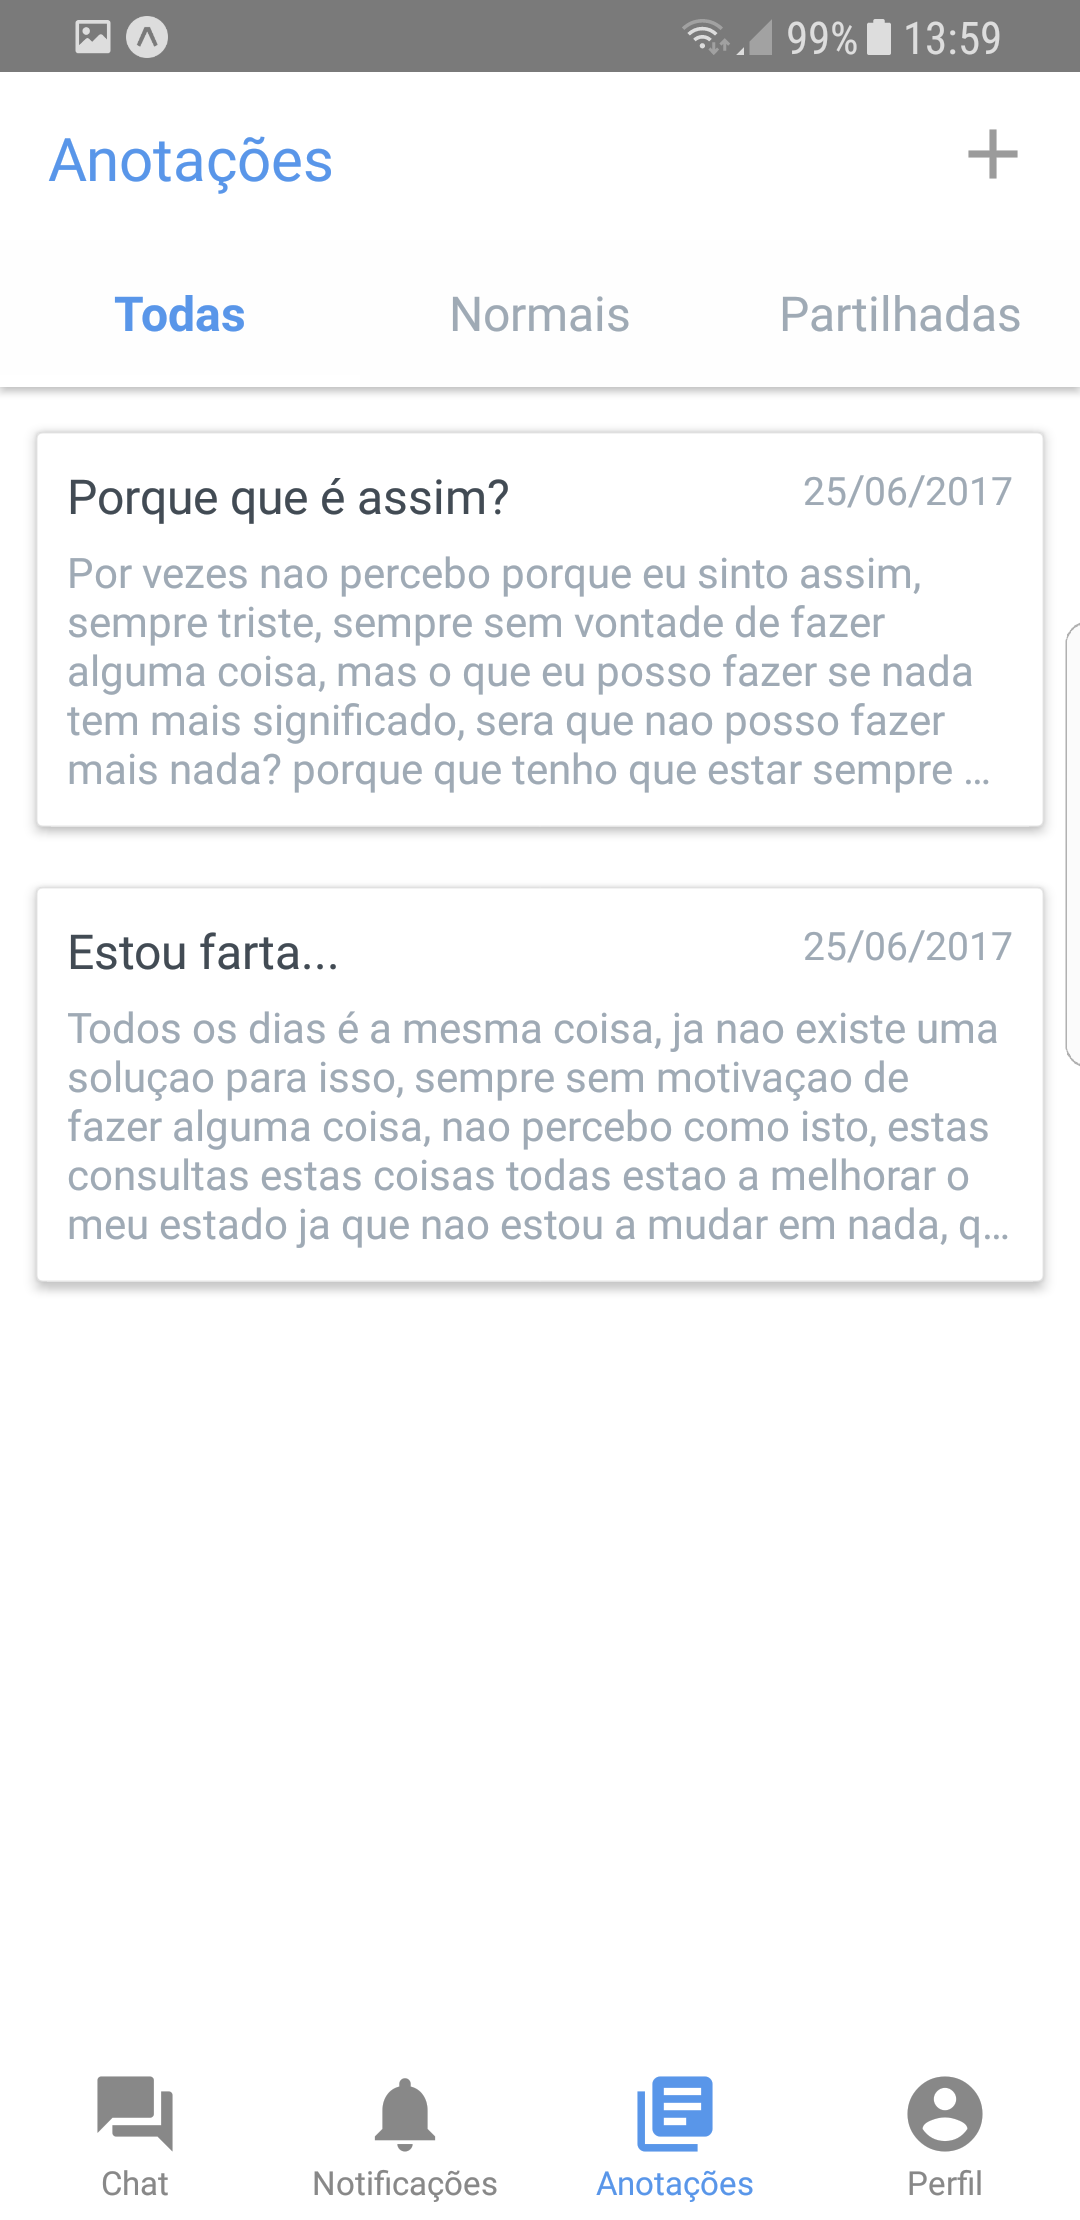 99% 13:59
Anotações
Todas Normais Partilhadas
Porque que é assim? 25/06/2017
Por vezes nao percebo porque eu sinto assim,
sempre triste, sempre sem vontade de fazer
alguma coisa, mas o que eu posso fazer se nada
tem mais significado, sera que nao posso fazer
mais nada? porque que tenho que estar sempre ...
Estou farta... 25/06/2017
Todos os dias é a mesma coisa, ja nao existe uma
soluçao para isso, sempre sem motivaçao de
fazer alguma coisa, nao percebo como isto, estas
consultas estas coisas todas estao a melhorar o
meu estado ja que nao estou a mudar em nada, q...
Chat Notificações Anotações Perfil